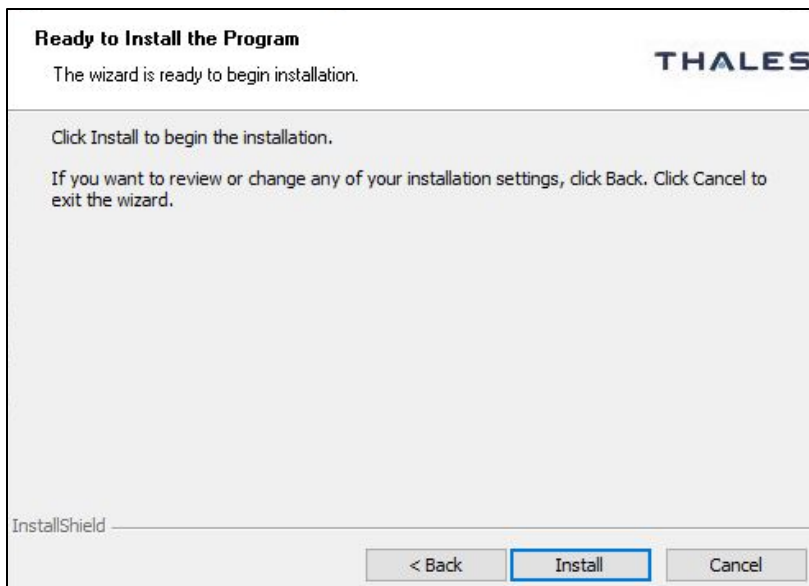 Ready to Install the Program
The wizard is ready to begin installation.
THALES
Click Install to begin the installation.
If you want to review or change any of your installation settings, click Back. Click Cancel to
exit the wizard.
InstallShield
< Back
Install
Cancel